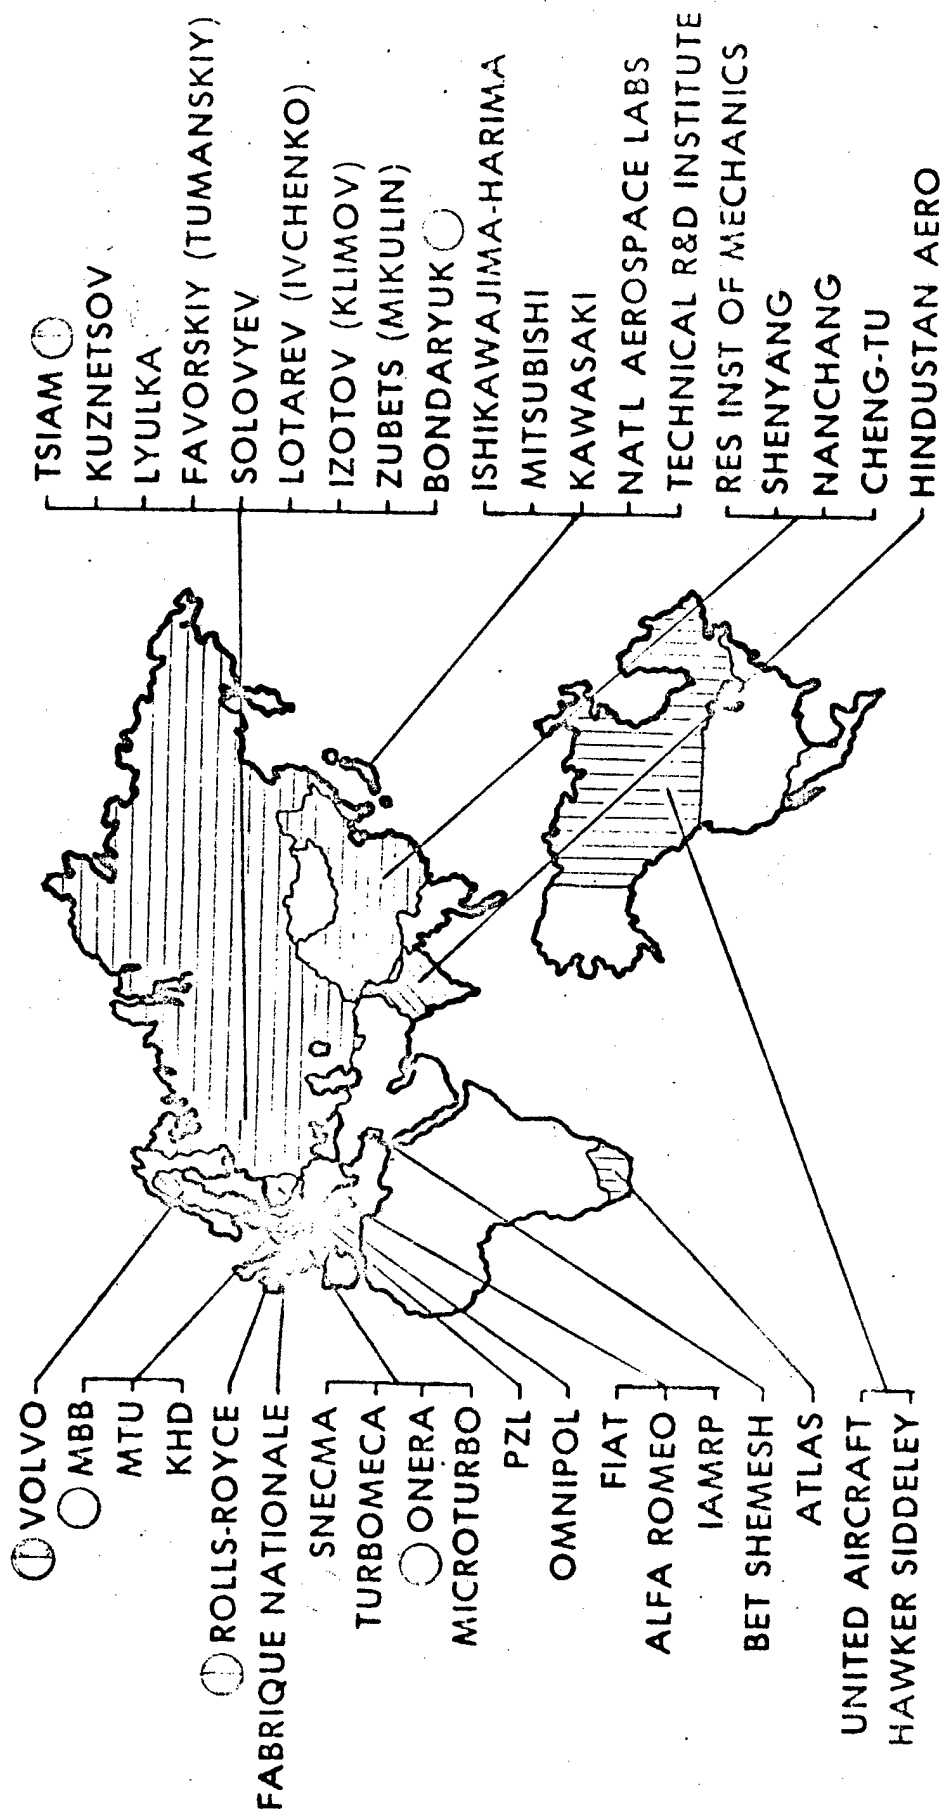 VOLVO
MBB
MTU
KHD
ROLLS-ROYCE
FABRIQUE NATIONALE
SNECMA
TURBOMECA
ONERA
MICROTURBO
PZL
OMNIPOL
FIAT
ALFA ROMEO
IAMRP
BET SHEMESH
ATLAS
UNITED AIRCRAFT
HAWKER SIDDELEY
TSIAM
KUZNETSOV
LYULKA
FAVORSKIY (TUMANSKIY)
SOLOVYEV
LOTAREV (IVCHENKO)
IZOTOV (KLIMOV)
ZUBETS (MIKULIN)
BONDARYUK
ISHIKAWAJIMA-HARIMA
MITSUBISHI
KAWASAKI
NATL AEROSPACE LABS
TECHNICAL R&D INSTITUTE
RES INST OF MECHANICS
SHENYANG
NANCHANG
CHENG-TU
HINDUSTAN AERO